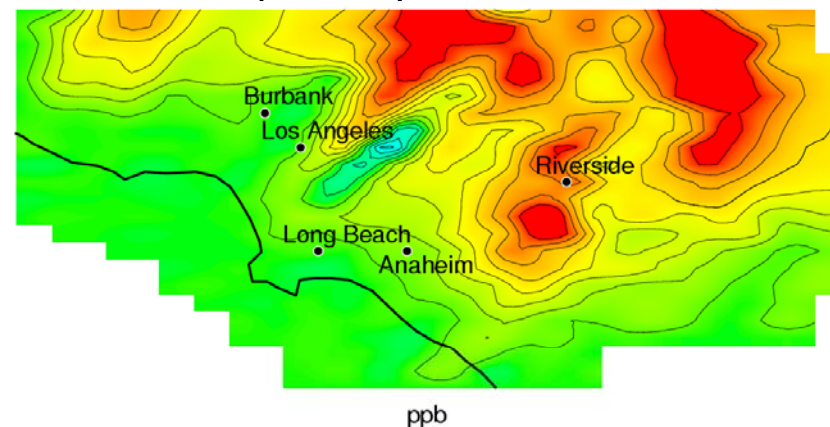 Burbank
Los Angeles
Riverside
Long Beach
Anaheim
ppb